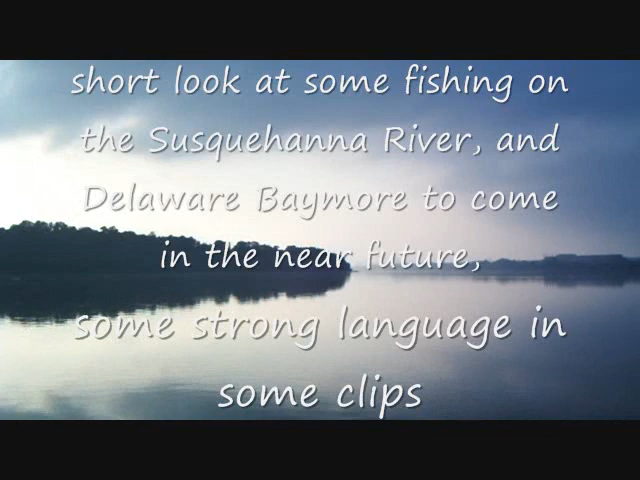 short look at some fishing on
the Susquehanna River, and
Delaware Baymore to come
in the near future,
some strong language in
some clips